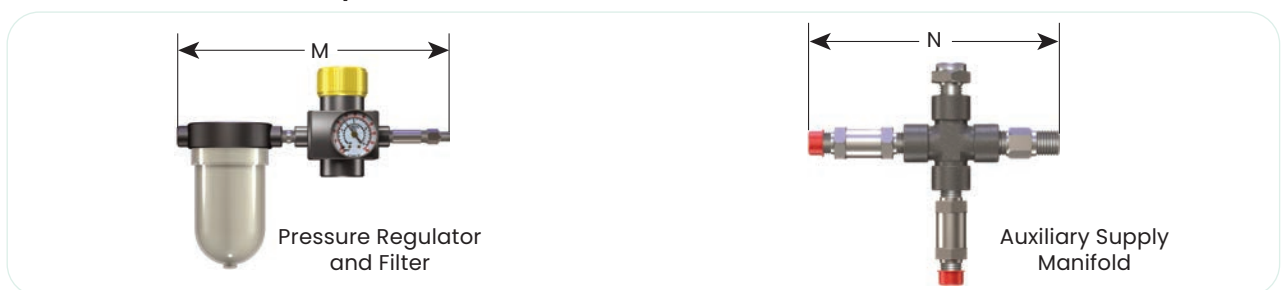 M
N
Pressure Regulator
and Filter
Auxiliary Supply
Manifold